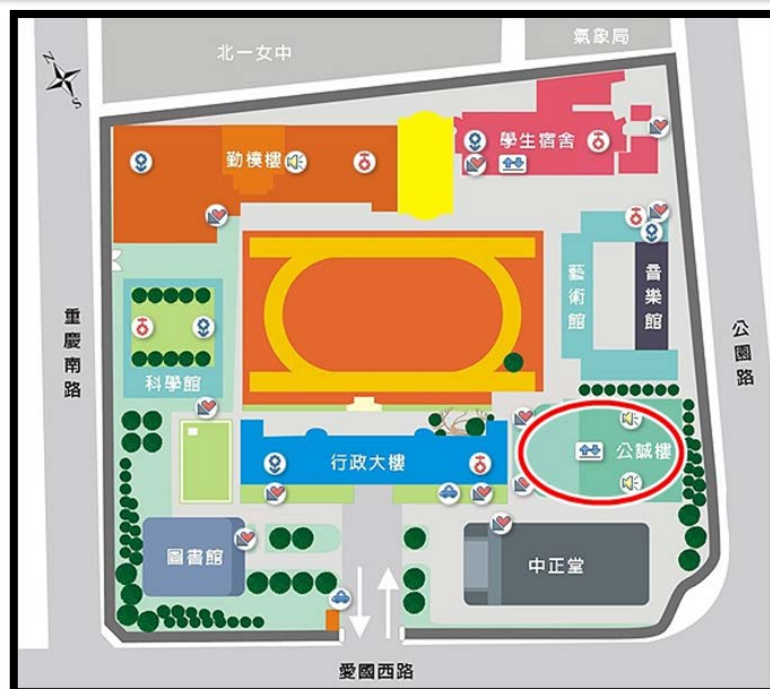 北一女中
氣象局
N
S
勤樸樓
學生宿舍
藝術館
音樂館
重慶南路
公園路
科學館
行政大樓
公誠樓
圖書館
中正堂
愛國西路